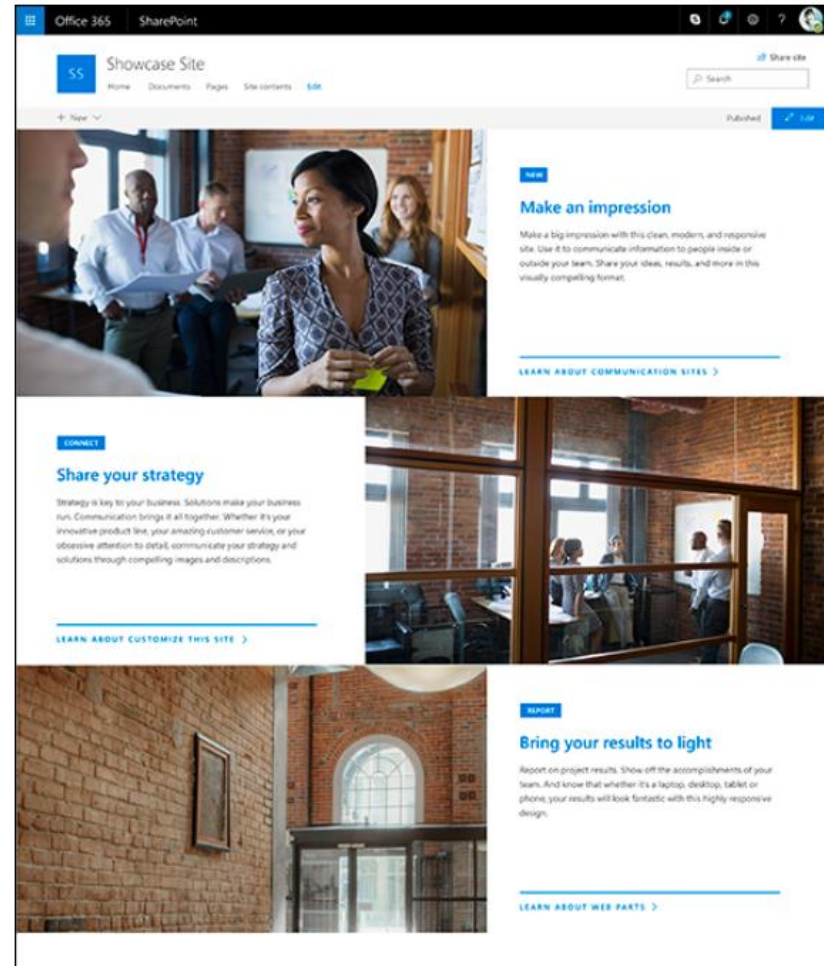 Office 365 SharePoint ?
Share site
SS Showcase Site
Search
Home Documents Pages Site contents Edit
+ New Published Edit
NEW
Make an impression
Make a big impression with this clean, modern, and responsive
site. Use it to communicate information to people inside or
outside your team. Share your ideas, results, and more in this
visually compelling format.
LEARN ABOUT COMMUNICATION SITES >
CONNECT
Share your strategy
Strategy is key to your business. Solutions make your business
run. Communication brings it all together. Whether it's your
innovative product line, your amazing customer service, or your
obsessive attention to detail, communicate your strategy and
solutions through compelling images and descriptions.
LEARN ABOUT CUSTOMIZE THIS SITE >
REPORT
Bring your results to light
Report on project results. Show off the accomplishments of your
team. And know that whether it's a laptop, desktop, tablet or
phone, your results will look fantastic with this highly responsive
design.
LEARN ABOUT WEB PARTS >